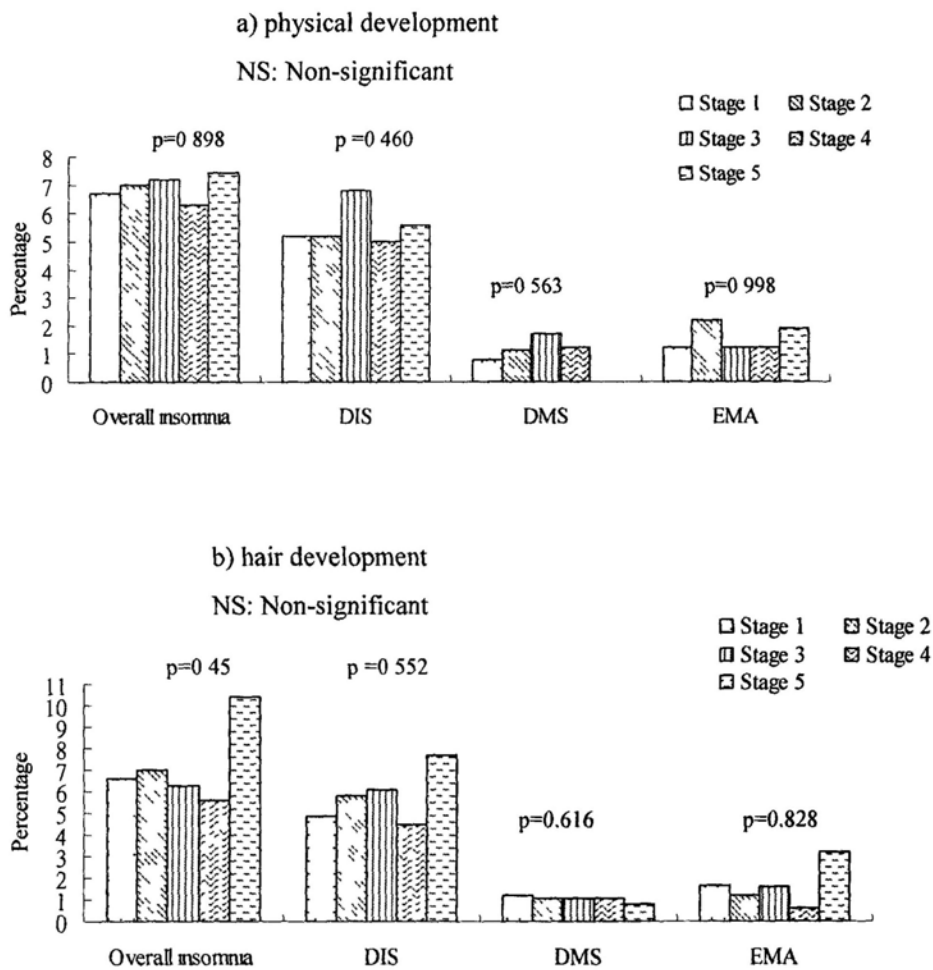 a) physical development
NS: Non-significant
Stage 1 Stage 2
Stage 3 Stage 4
Stage 5
p=0 898 p=0 460
p=0 563 p=0 998
8
7
6
5
4
3
2
1
0
Percentage
Overall insomnia DIS DMS EMA
b) hair development
NS: Non-significant
Stage 1 Stage 2
Stage 3 Stage 4
Stage 5
p=0 45 p=0 552
p=0.616 p=0.828
11
10
9
8
7
6
5
4
3
2
1
0
Percentage
Overall insomnia DIS DMS EMA